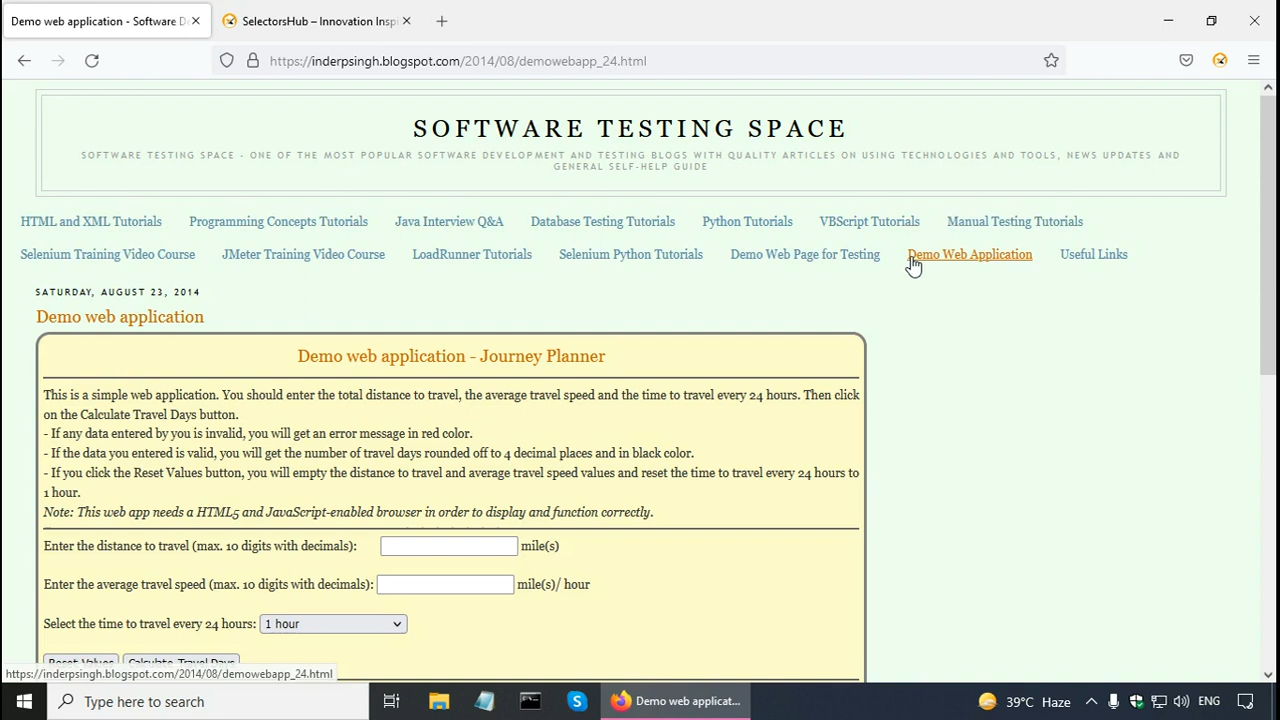 Demo web application - Software D
SelectorsHub – Innovation Inspi
https://inderpsingh.blogspot.com/2014/08/demowebapp_24.html
SOFTWARE TESTING SPACE
SOFTWARE TESTING SPACE - ONE OF THE MOST POPULAR SOFTWARE DEVELOPMENT AND TESTING BLOGS WITH QUALITY ARTICLES ON USING TECHNOLOGIES AND TOOLS, NEWS UPDATES AND
GENERAL SELF-HELP GUIDE
HTML and XML Tutorials Programming Concepts Tutorials Java Interview Q&A Database Testing Tutorials Python Tutorials VBScript Tutorials Manual Testing Tutorials
Selenium Training Video Course JMeter Training Video Course LoadRunner Tutorials Selenium Python Tutorials Demo Web Page for Testing Demo Web Application Useful Links
SATURDAY, AUGUST 23, 2014
Demo web application
Demo web application - Journey Planner
This is a simple web application. You should enter the total distance to travel, the average travel speed and the time to travel every 24 hours. Then click
on the Calculate Travel Days button.
- If any data entered by you is invalid, you will get an error message in red color.
- If the data you entered is valid, you will get the number of travel days rounded off to 4 decimal places and in black color.
- If you click the Reset Values button, you will empty the distance to travel and average travel speed values and reset the time to travel every 24 hours to
1 hour.
Note: This web app needs a HTML5 and JavaScript-enabled browser in order to display and function correctly.
Enter the distance to travel (max. 10 digits with decimals): mile(s)
Enter the average travel speed (max. 10 digits with decimals): mile(s)/ hour
Select the time to travel every 24 hours: 1 hour
Reset Values Calculate Travel Days
https://inderpsingh.blogspot.com/2014/08/demowebapp_24.html
Type here to search
Demo web applicat...
39°C Haze
ENG